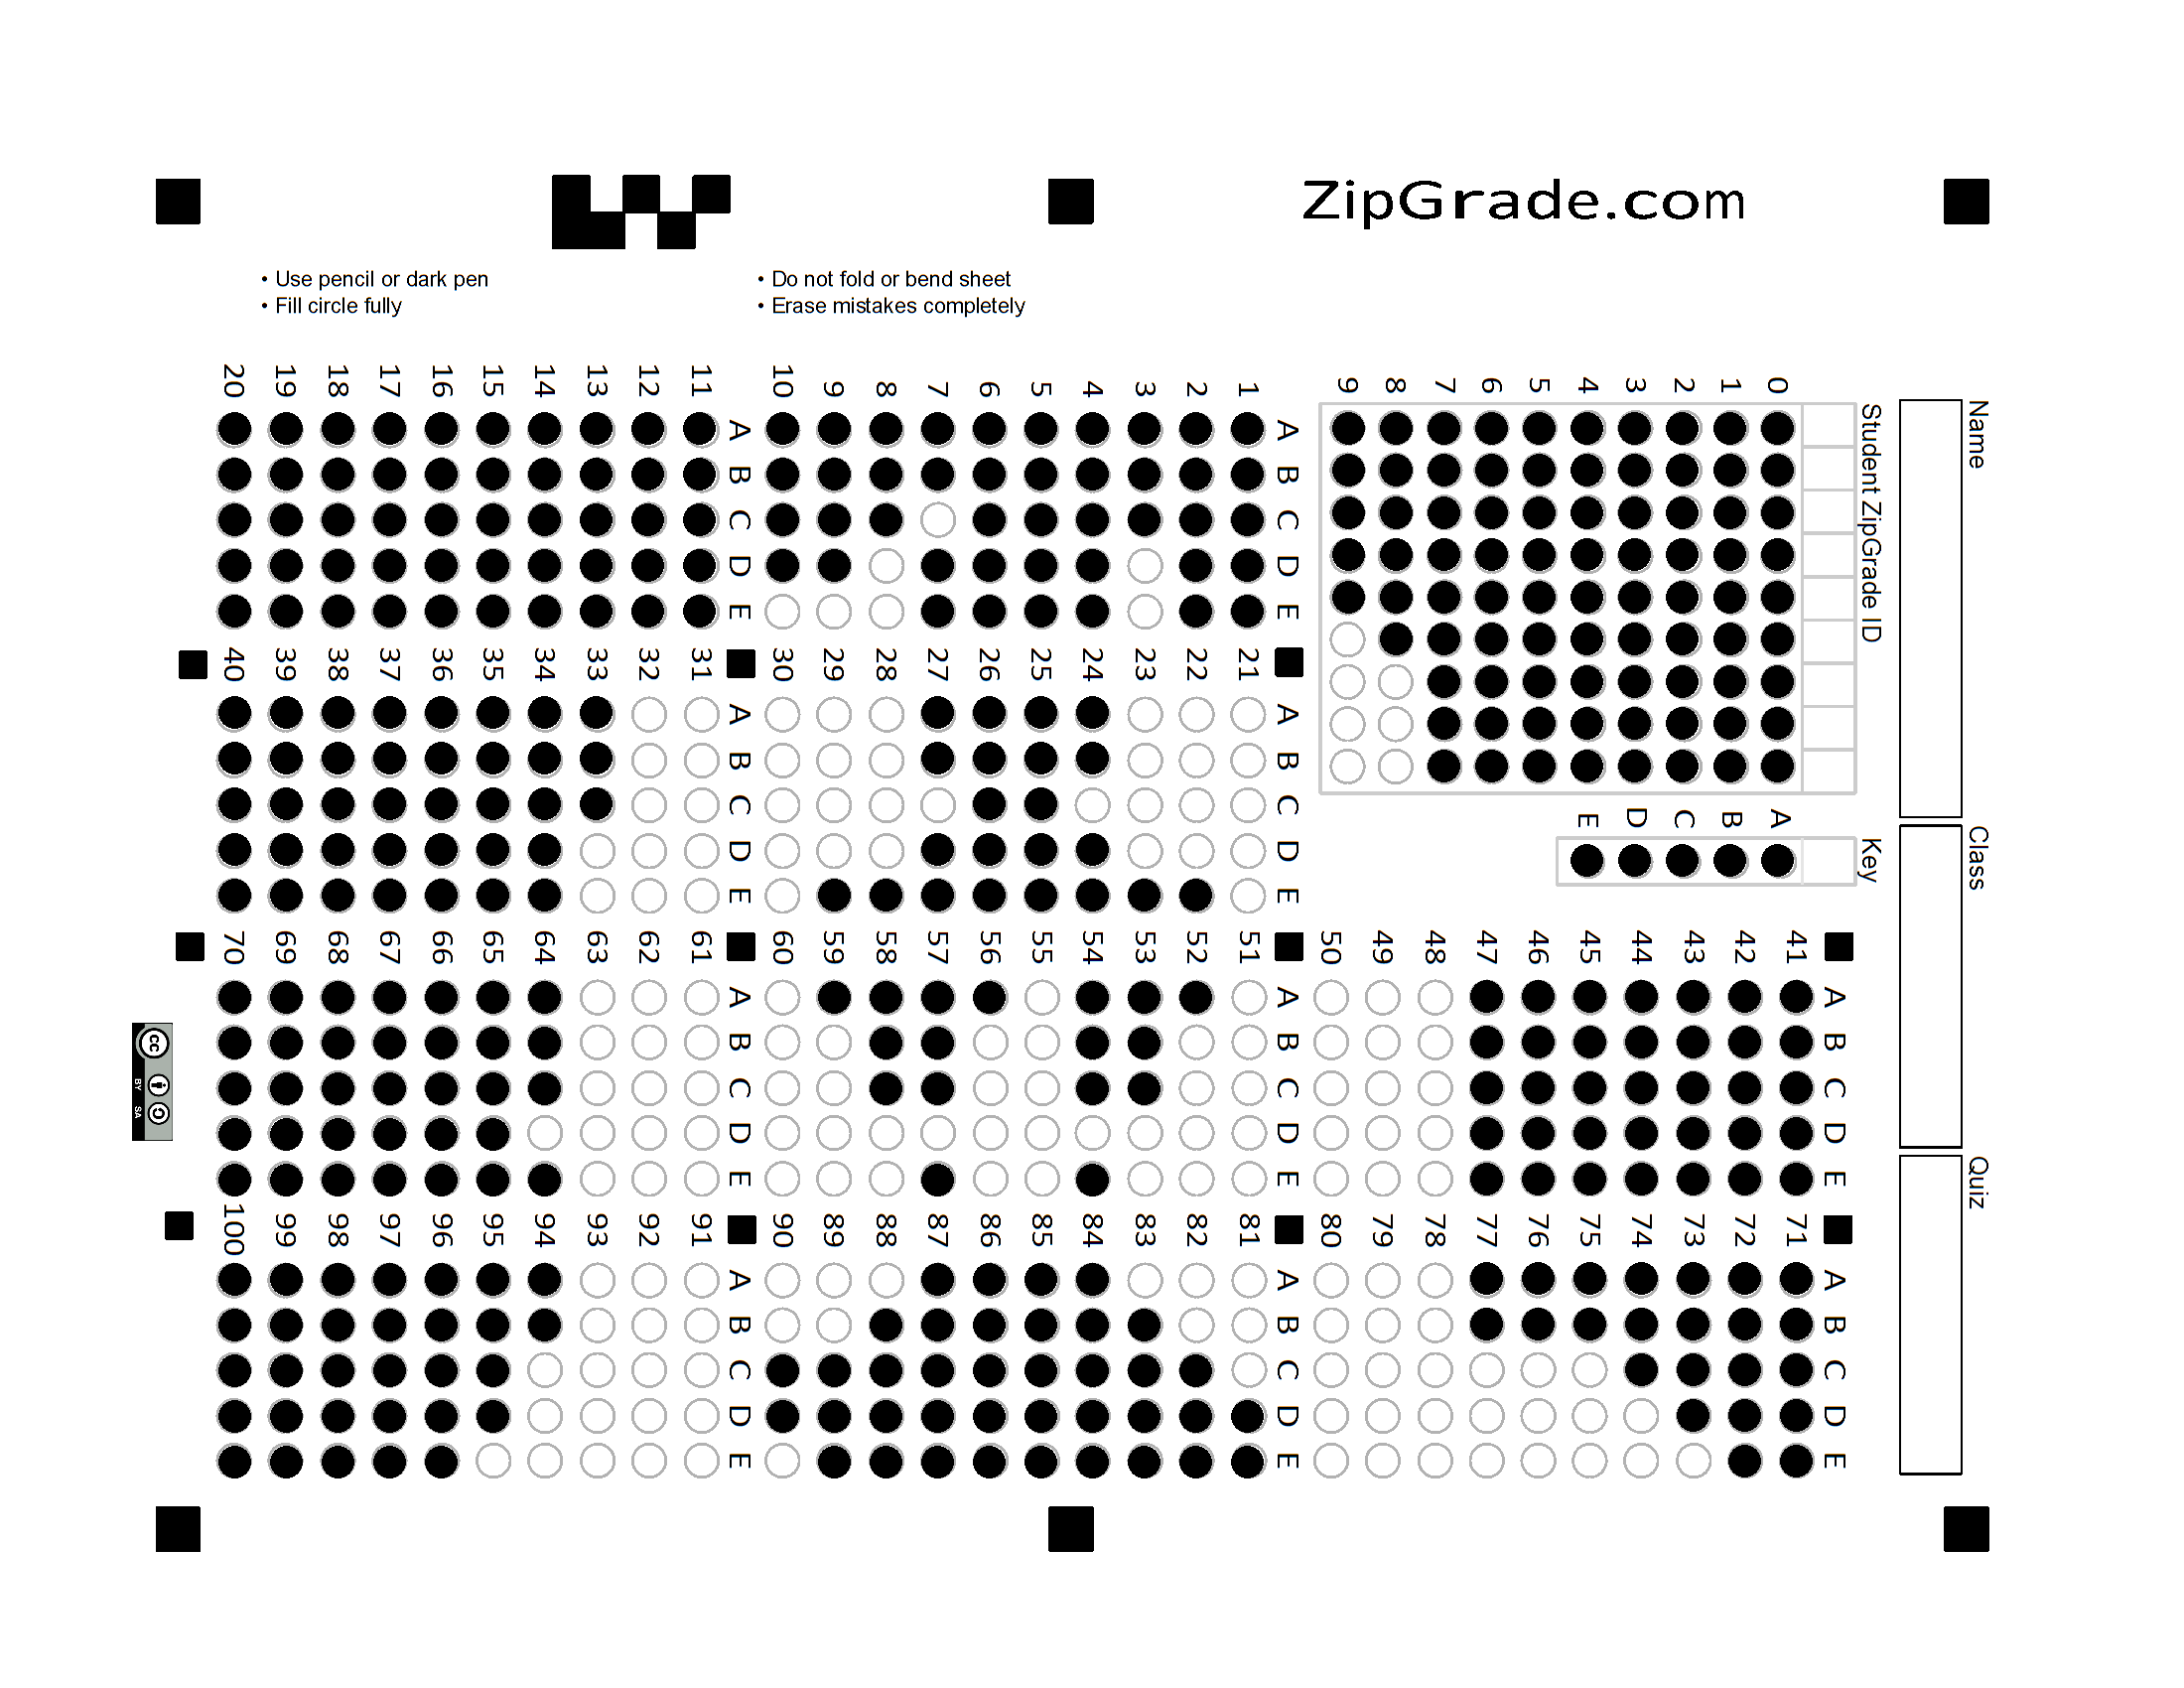 ZipGrade.com
• Use pencil or dark pen
• Fill circle fully
• Do not fold or bend sheet
• Erase mistakes completely
Name
Class
Quiz
Student ZipGrade ID
0 1 2 3 4 5 6 7 8 9
Key
A B C D E
A B C D E
1 2 3 4 5 6 7 8 9 10
A B C D E
11 12 13 14 15 16 17 18 19 20
A B C D E
21 22 23 24 25 26 27 28 29 30
A B C D E
31 32 33 34 35 36 37 38 39 40
A B C D E
41 42 43 44 45 46 47 48 49 50
A B C D E
51 52 53 54 55 56 57 58 59 60
A B C D E
61 62 63 64 65 66 67 68 69 70
A B C D E
71 72 73 74 75 76 77 78 79 80
A B C D E
81 82 83 84 85 86 87 88 89 90
A B C D E
91 92 93 94 95 96 97 98 99 100
A B C D E
cc
BY SA